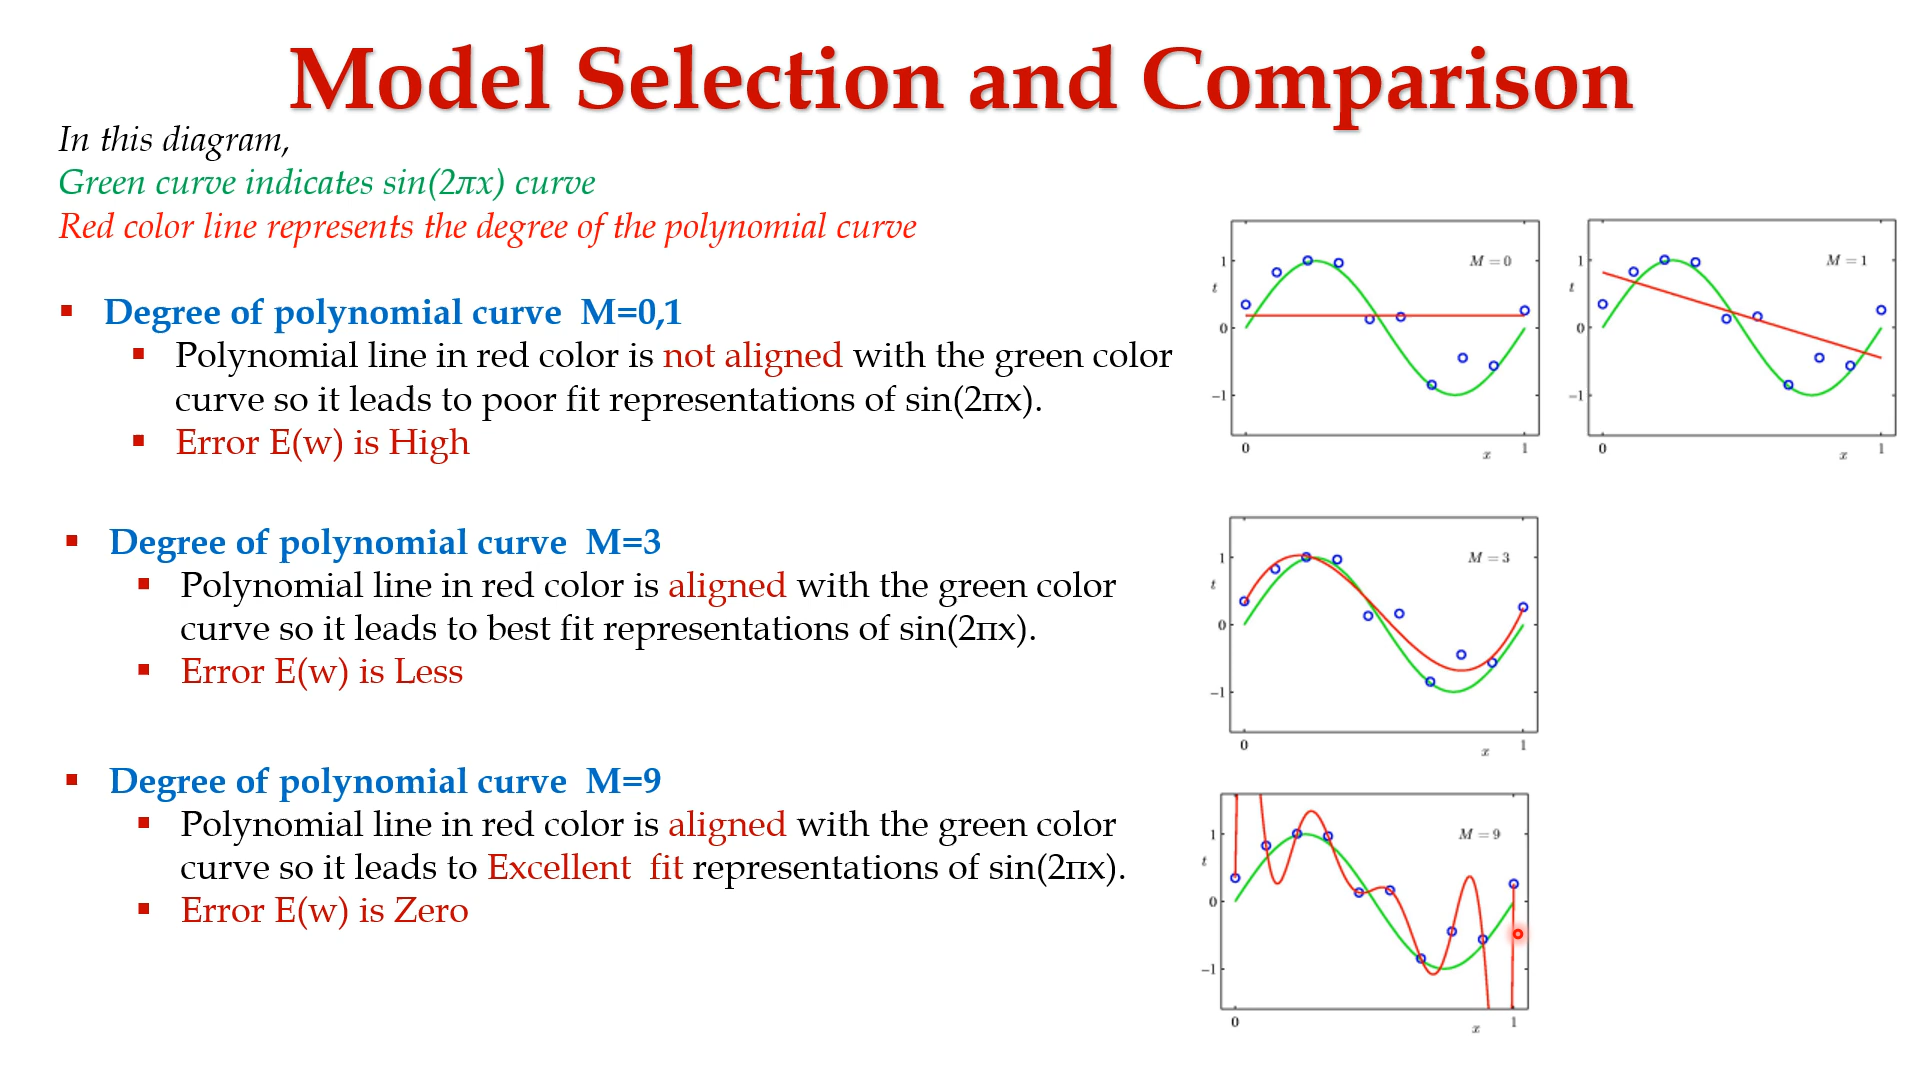 Model Selection and Comparison
In this diagram,
Green curve indicates sin(2πx) curve
Red color line represents the degree of the polynomial curve
▪ Degree of polynomial curve M=0,1
▪ Polynomial line in red color is not aligned with the green color
curve so it leads to poor fit representations of sin(2πx).
▪ Error E(w) is High
▪ Degree of polynomial curve M=3
▪ Polynomial line in red color is aligned with the green color
curve so it leads to best fit representations of sin(2πx).
▪ Error E(w) is Less
▪ Degree of polynomial curve M=9
▪ Polynomial line in red color is aligned with the green color
curve so it leads to Excellent fit representations of sin(2πx).
▪ Error E(w) is Zero
M = 0
1
t
0
−1
0 x 1
M = 1
1
t
0
−1
0 x 1
M = 3
1
t
0
−1
0 x 1
M = 9
1
t
0
−1
0 x 1